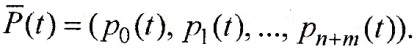 P̅(t) = (p₀(t), p₁(t), ..., pₙ₊ₘ(t)).